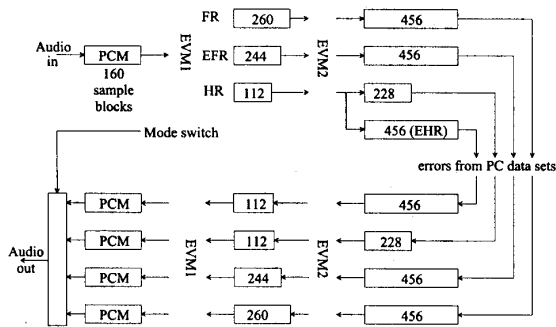 FR 260 456
Audio in PCM EVM1 EFR 244 EVM2 456
160 sample blocks
HR 112 228
456 (EHR)
Mode switch
errors from PC data sets
PCM 112 456
PCM EVM1 112 EVM2 228
Audio out
PCM 244 456
PCM 260 456